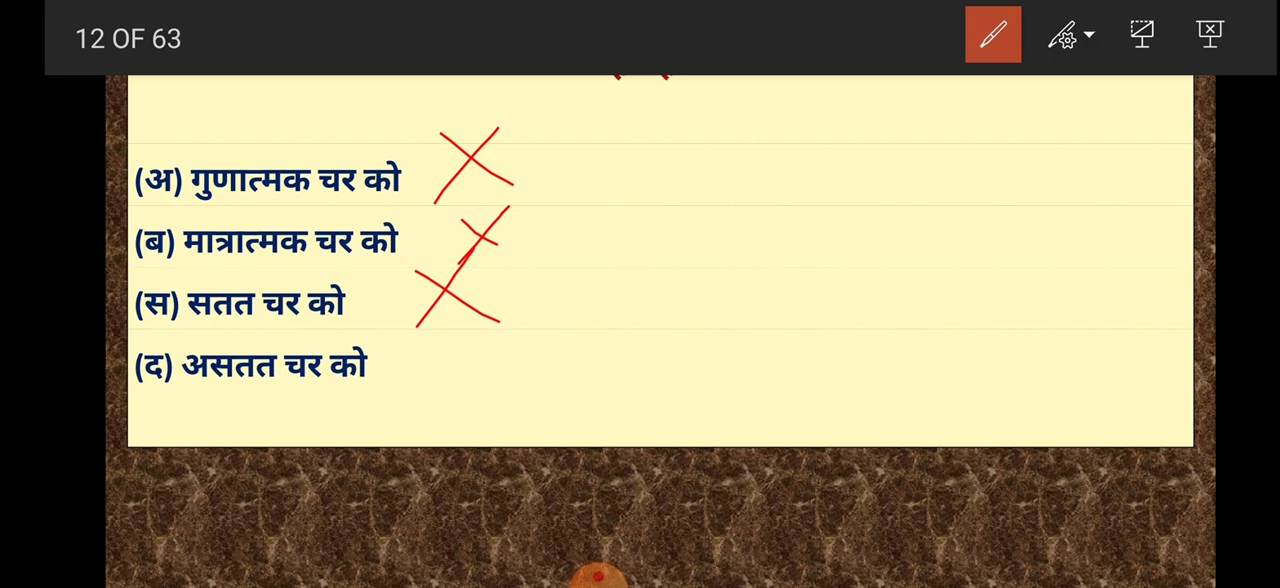 12 OF 63
(अ) गुणात्मक चर को
(ब) मात्रात्मक चर को
(स) सतत चर को
(द) असतत चर को